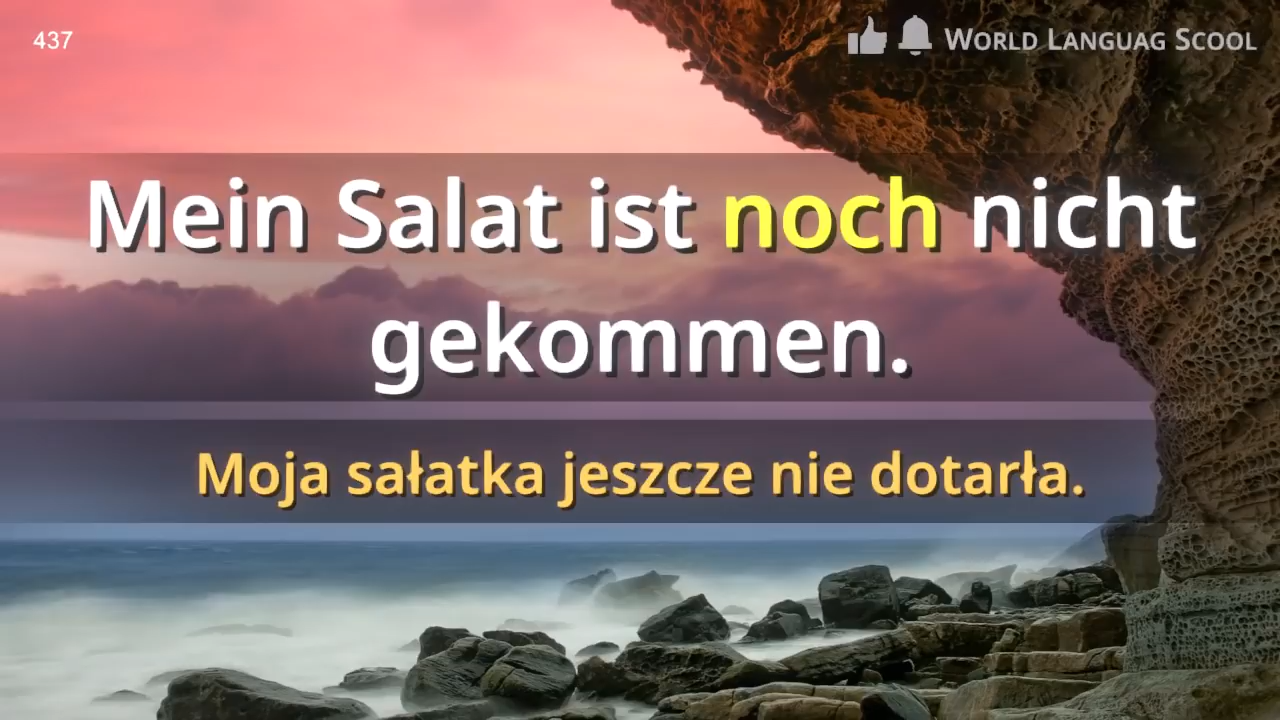 437
World Languag Scool
Mein Salat ist noch nicht
gekommen.
Moja sałatka jeszcze nie dotarła.